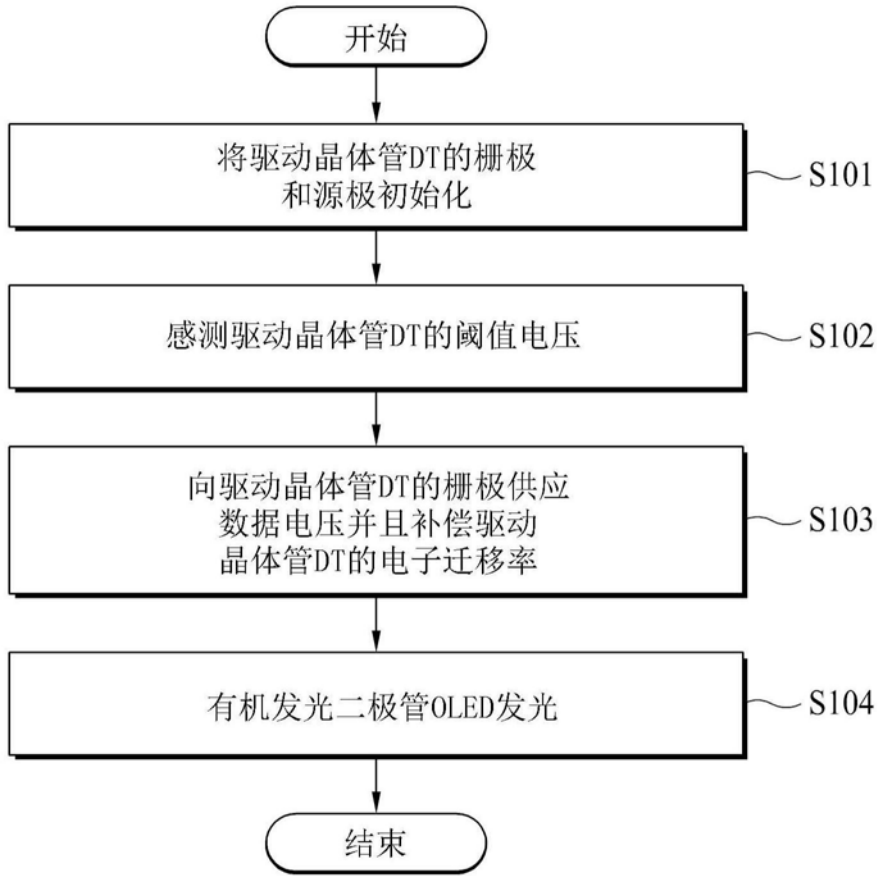 开始
将驱动晶体管DT的栅极
和源极初始化
S101
感测驱动晶体管DT的阈值电压
S102
向驱动晶体管DT的栅极供应
数据电压并且补偿驱动
晶体管DT的电子迁移率
S103
有机发光二极管OLED发光
S104
结束